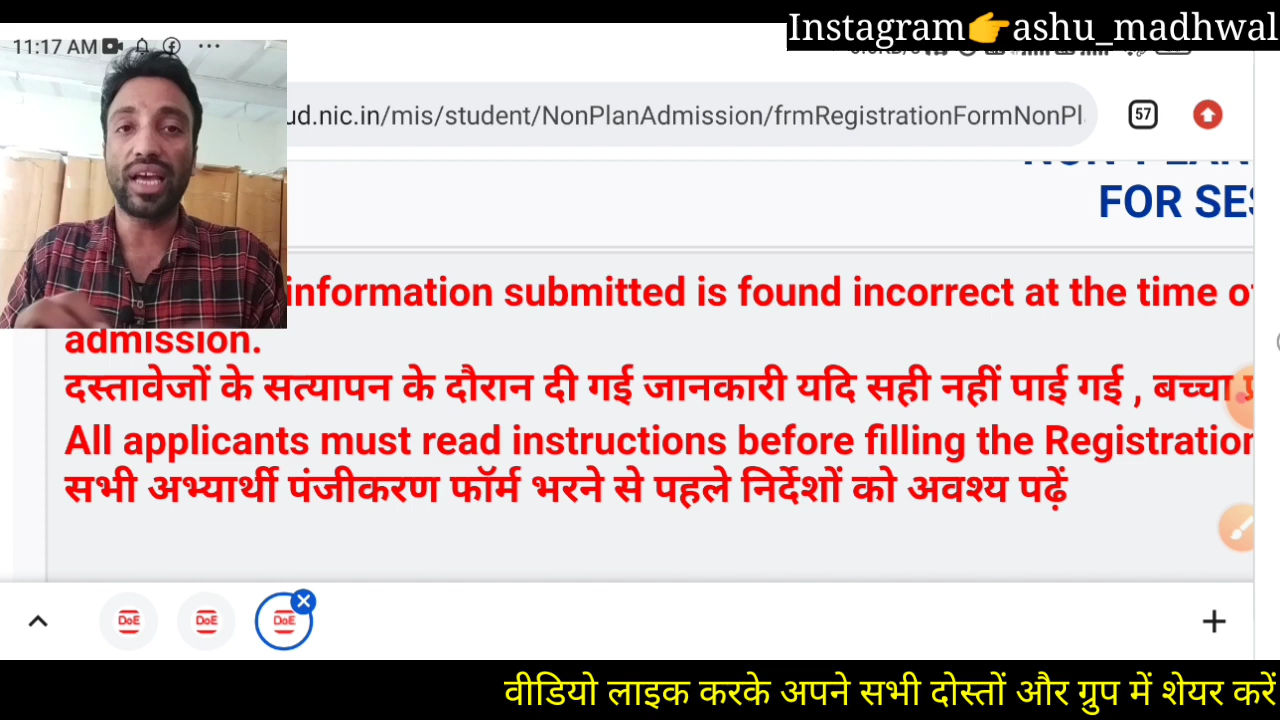 Instagram👉ashu_madhwal
11:17 AM
ud.nic.in/mis/student/NonPlanAdmission/frmRegistrationFormNonPl
57
FOR SES
information submitted is found incorrect at the time of
admission.
दस्तावेजों के सत्यापन के दौरान दी गई जानकारी यदि सही नहीं पाई गई , बच्चा
All applicants must read instructions before filling the Registration
सभी अभ्यार्थी पंजीकरण फॉर्म भरने से पहले निर्देशों को अवश्य पढ़ें
DoE DoE DoE
वीडियो लाइक करके अपने सभी दोस्तों और ग्रुप में शेयर करें